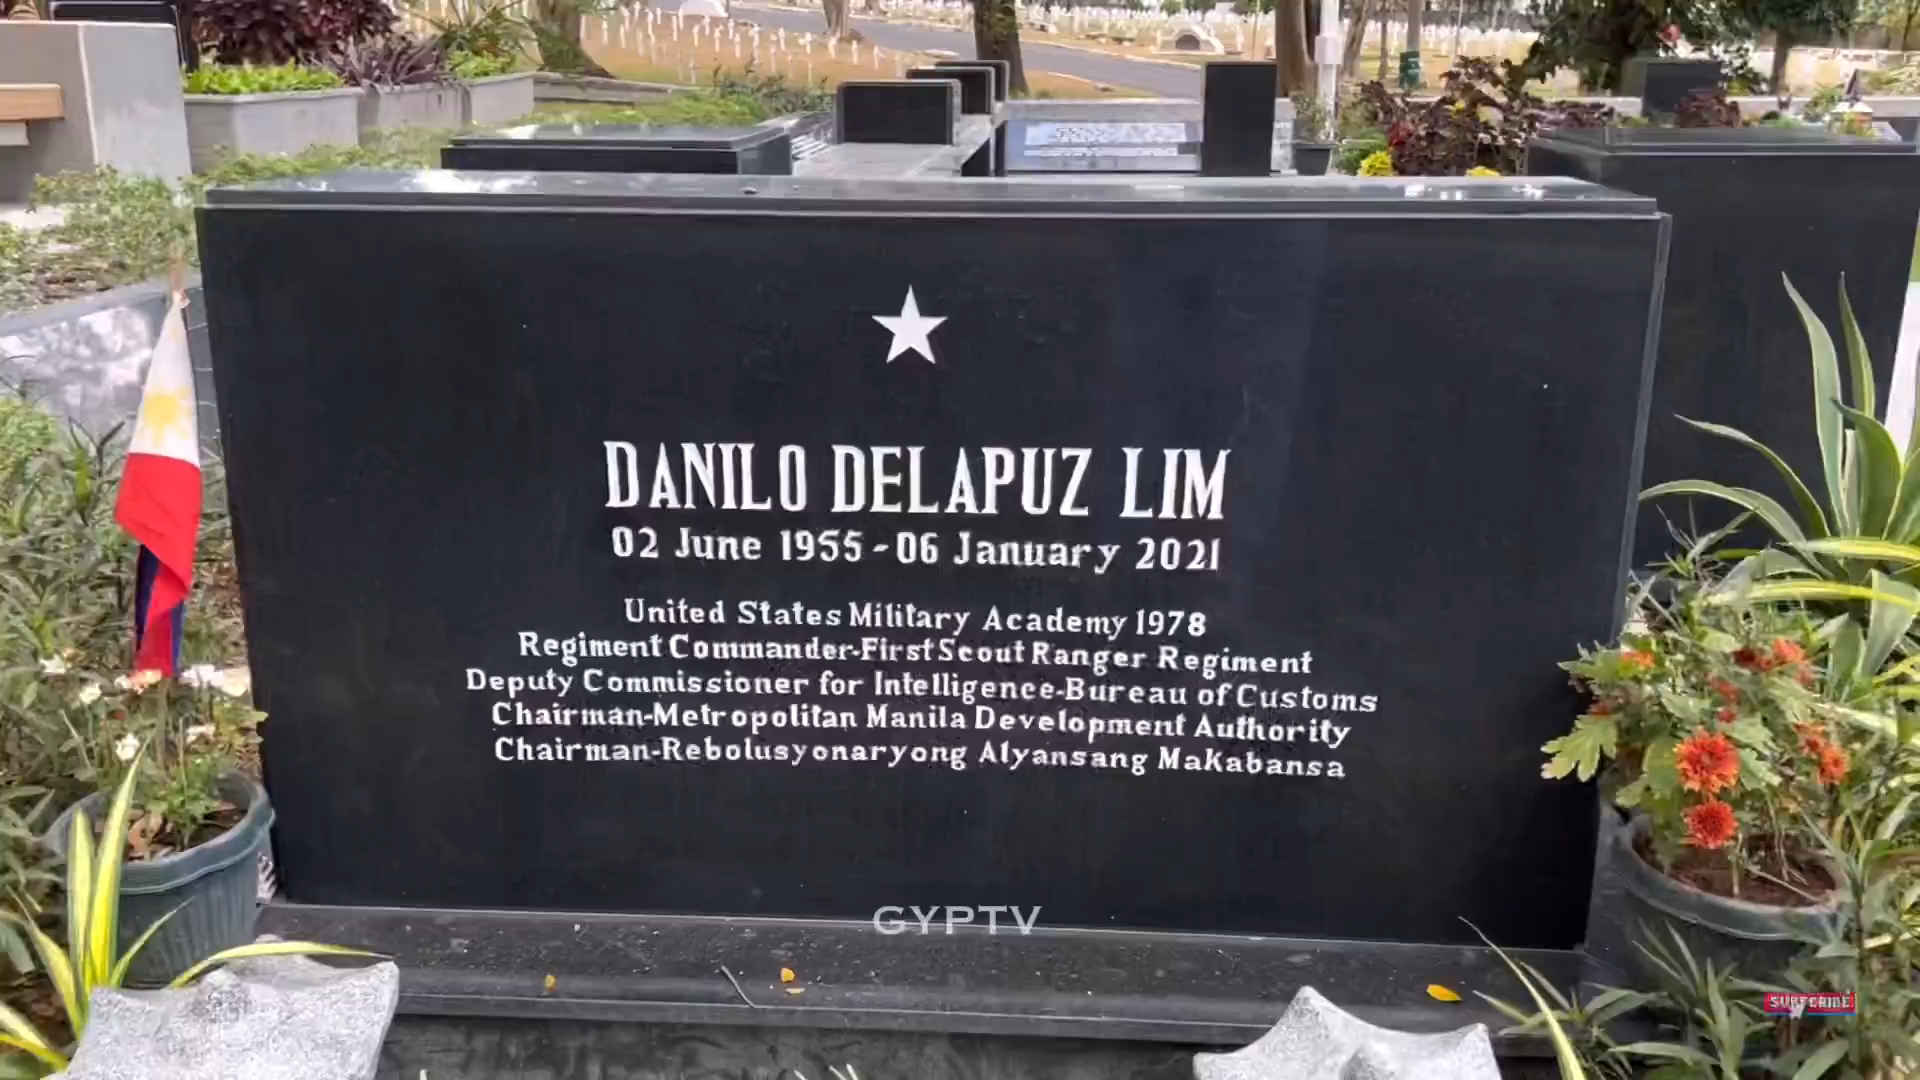 DANILO DELAPUZ LIM
02 June 1955-06 January 2021
United States Military Academy 1978
Regiment Commander-First Scout Ranger Regiment
Deputy Commissioner for Intelligence-Bureau of Customs
Chairman-Metropolitan Manila Development Authority
Chairman-Rebolusyonaryong Alyansang Makabansa
GYPTV
SUBSCRIBE